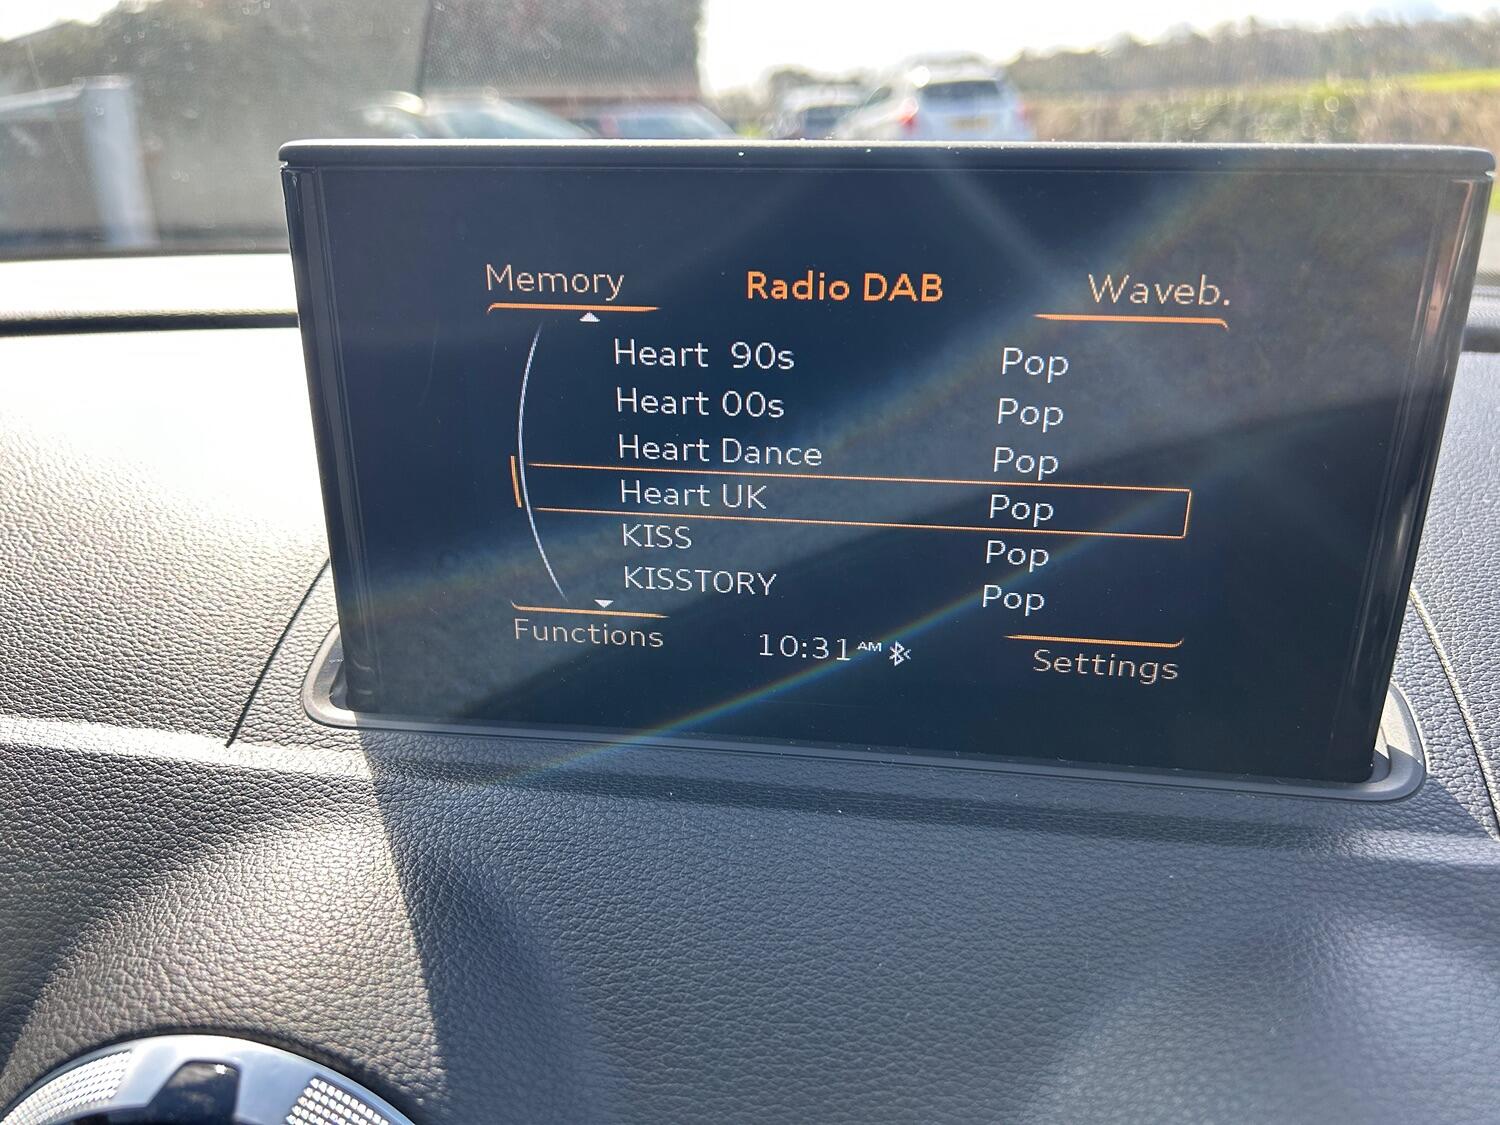 Memory Radio DAB Waveb.
Heart 90s Pop
Heart 00s Pop
Heart Dance Pop
Heart UK Pop
KISS Pop
KISSTORY Pop
Functions 10:31 AM Settings